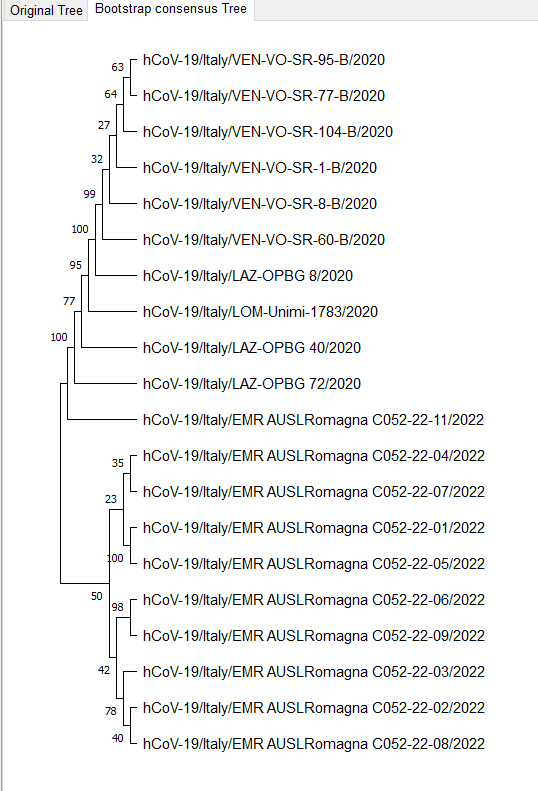 Original Tree
Bootstrap consensus Tree
63
hCoV-19/Italy/VEN-VO-SR-95-B/2020
64
hCoV-19/Italy/VEN-VO-SR-77-B/2020
27
hCoV-19/Italy/VEN-VO-SR-104-B/2020
32
hCoV-19/Italy/VEN-VO-SR-1-B/2020
99
hCoV-19/Italy/VEN-VO-SR-8-B/2020
100
hCoV-19/Italy/VEN-VO-SR-60-B/2020
95
hCoV-19/Italy/LAZ-OPBG 8/2020
77
hCoV-19/Italy/LOM-Unimi-1783/2020
100
hCoV-19/Italy/LAZ-OPBG 40/2020
hCoV-19/Italy/LAZ-OPBG 72/2020
hCoV-19/Italy/EMR AUSLRomagna C052-22-11/2022
35
hCoV-19/Italy/EMR AUSLRomagna C052-22-04/2022
23
hCoV-19/Italy/EMR AUSLRomagna C052-22-07/2022
hCoV-19/Italy/EMR AUSLRomagna C052-22-01/2022
100
hCoV-19/Italy/EMR AUSLRomagna C052-22-05/2022
50
98
hCoV-19/Italy/EMR AUSLRomagna C052-22-06/2022
hCoV-19/Italy/EMR AUSLRomagna C052-22-09/2022
42
hCoV-19/Italy/EMR AUSLRomagna C052-22-03/2022
78
hCoV-19/Italy/EMR AUSLRomagna C052-22-02/2022
40
hCoV-19/Italy/EMR AUSLRomagna C052-22-08/2022